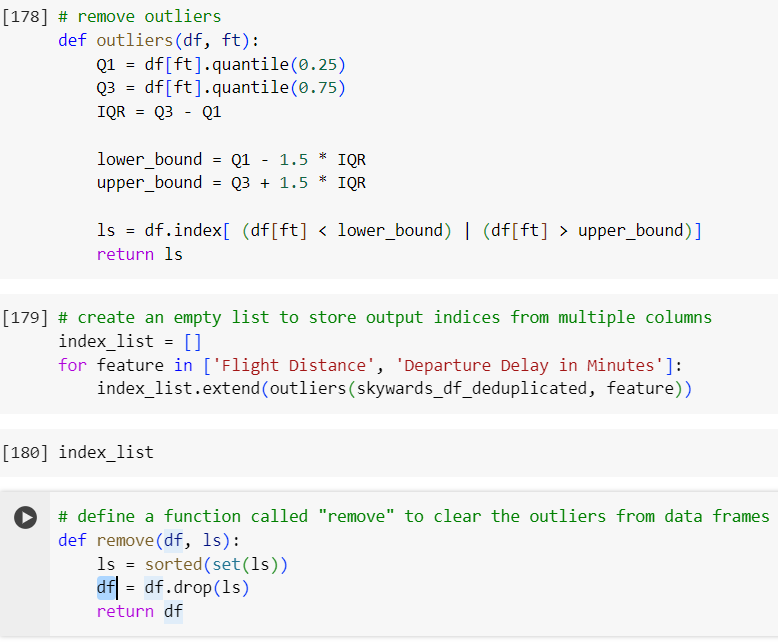 [178] # remove outliers
def outliers(df, ft):
    Q1 = df[ft].quantile(0.25)
    Q3 = df[ft].quantile(0.75)
    IQR = Q3 - Q1
    lower_bound = Q1 - 1.5 * IQR
    upper_bound = Q3 + 1.5 * IQR
    ls = df.index[ (df[ft] < lower_bound) | (df[ft] > upper_bound)]
    return ls
[179] # create an empty list to store output indices from multiple columns
index_list = []
for feature in ['Flight Distance', 'Departure Delay in Minutes']:
    index_list.extend(outliers(skywards_df_deduplicated, feature))
[180] index_list
# define a function called "remove" to clear the outliers from data frames
def remove(df, ls):
    ls = sorted(set(ls))
    df = df.drop(ls)
    return df